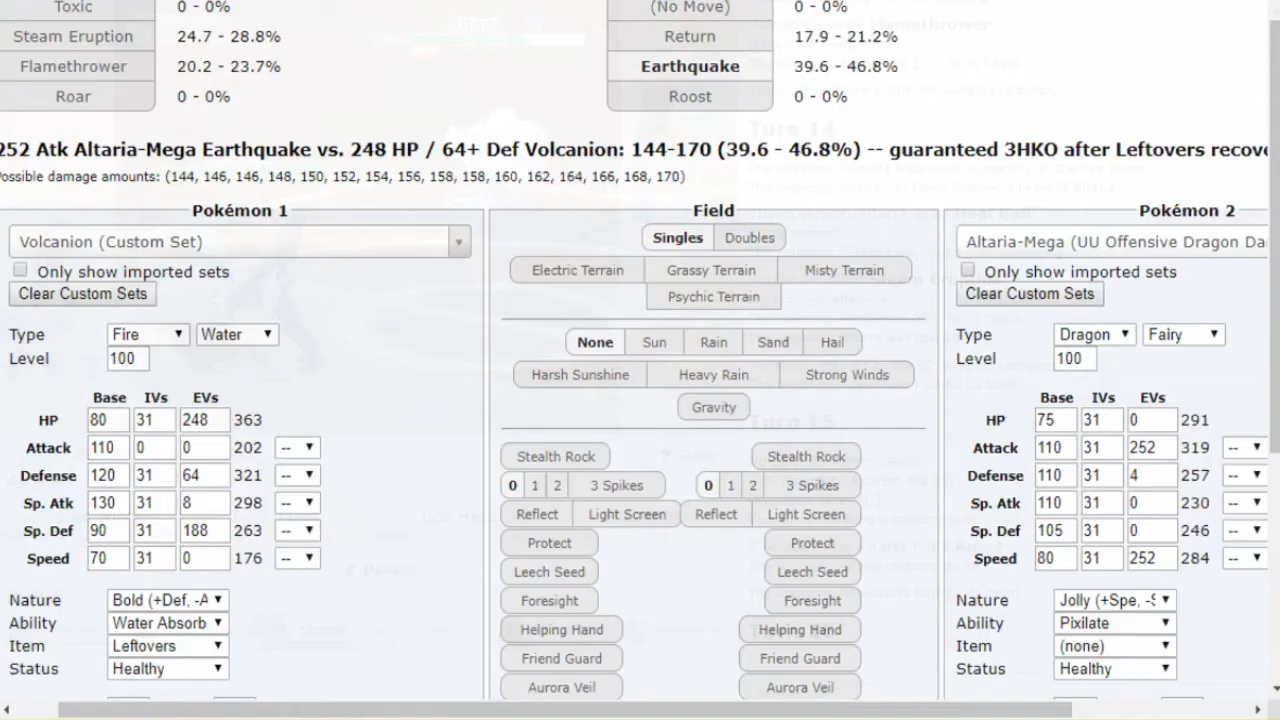 Toxic 0 - 0% (No Move) 0 - 0%
Steam Eruption 24.7 - 28.8% Return 17.9 - 21.2%
Flamethrower 20.2 - 23.7% Earthquake 39.6 - 46.8%
Roar 0 - 0% Roost 0 - 0%
Turn 14
252 Atk Altaria-Mega Earthquake vs. 248 HP / 64+ Def Volcanion: 144-170 (39.6 - 46.8%) -- guaranteed 3HKO after Leftovers recove
Possible damage amounts: (144, 146, 146, 148, 150, 152, 154, 156, 158, 158, 160, 162, 164, 166, 168, 170)
Pokémon 1 Field Pokémon 2
Volcanion (Custom Set) Singles Doubles Altaria-Mega (UU Offensive Dragon Da
Only show imported sets Electric Terrain Grassy Terrain Misty Terrain Only show imported sets
Clear Custom Sets Psychic Terrain Clear Custom Sets
Type Fire Water None Sun Rain Sand Hail Type Dragon Fairy
Level 100 Level 100
Harsh Sunshine Heavy Rain Strong Winds
Base IVs EVs Gravity Base IVs EVs
HP 80 31 248 363 HP 75 31 0 291
Turn 15
Attack 110 0 0 202 -- Stealth Rock Stealth Rock Attack 110 31 252 319 --
Defense 120 31 64 321 -- 0 1 2 3 Spikes 0 1 2 3 Spikes Defense 110 31 4 257 --
Sp. Atk 130 31 8 298 -- Reflect Light Screen Reflect Light Screen Sp. Atk 110 31 0 230 --
Sp. Def 90 31 188 263 -- Protect Protect Sp. Def 105 31 0 246 --
Speed 70 31 0 176 -- Leech Seed Leech Seed Speed 80 31 252 284 --
Nature Bold (+Def, -A Foresight Foresight Nature Jolly (+Spe, -S
Ability Water Absorb Helping Hand Helping Hand Ability Pixilate
Item Leftovers Friend Guard Friend Guard Item (none)
Status Healthy Aurora Veil Aurora Veil Status Healthy